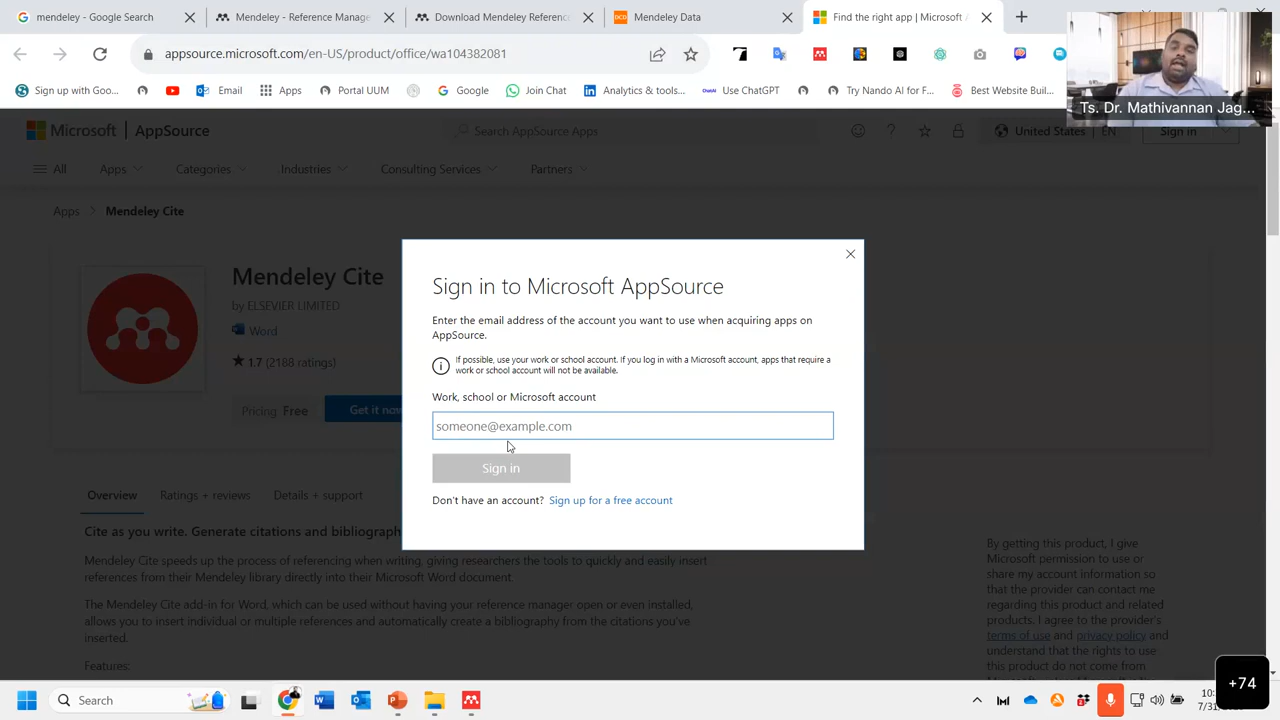 mendeley - Google Search
Mendeley - Reference Mana
Download Mendeley Reference
DCD
Mendeley Data
Find the right app | Microsoft A
appsource.microsoft.com/en-US/product/office/wa104382081
Sign up with Goo...
Email
Apps
Portal UUM
Google
Join Chat
Analytics & tools...
ChatAI
Use ChatGPT
Try Nando AI for F...
Best Website Buil...
Ts. Dr. Mathivannan Jag...
Microsoft | AppSource
Search AppSource Apps
United States | EN
Sign in
All
Apps
Categories
Industries
Consulting Services
Partners
Apps
Mendeley Cite
Mendeley Cite
by ELSEVIER LIMITED
Word
1.7 (2188 ratings)
Pricing Free
Get it now
Sign in to Microsoft AppSource
Enter the email address of the account you want to use when acquiring apps on
AppSource.
If possible, use your work or school account. If you log in with a Microsoft account, apps that require a
work or school account will not be available.
Work, school or Microsoft account
someone@example.com
Sign in
Don't have an account? Sign up for a free account
Overview
Ratings + reviews
Details + support
Cite as you write. Generate citations and bibliograph
Mendeley Cite speeds up the process of referencing when writing, giving researchers the tools to quickly and easily insert
references from their Mendeley library directly into their Microsoft Word document.
The Mendeley Cite add-in for Word, which can be used without having your reference manager open or even installed,
allows you to insert individual or multiple references and automatically create a bibliography from the citations you've
inserted.
Features:
By getting this product, I give
Microsoft permission to use or
share my account information so
that the provider can contact me
regarding this product and related
products. I agree to the provider's
terms of use and privacy policy and
understand that the rights to use
this product do not come from
Microsoft, unless Microsoft is the
+74
Search
10:
7/31/